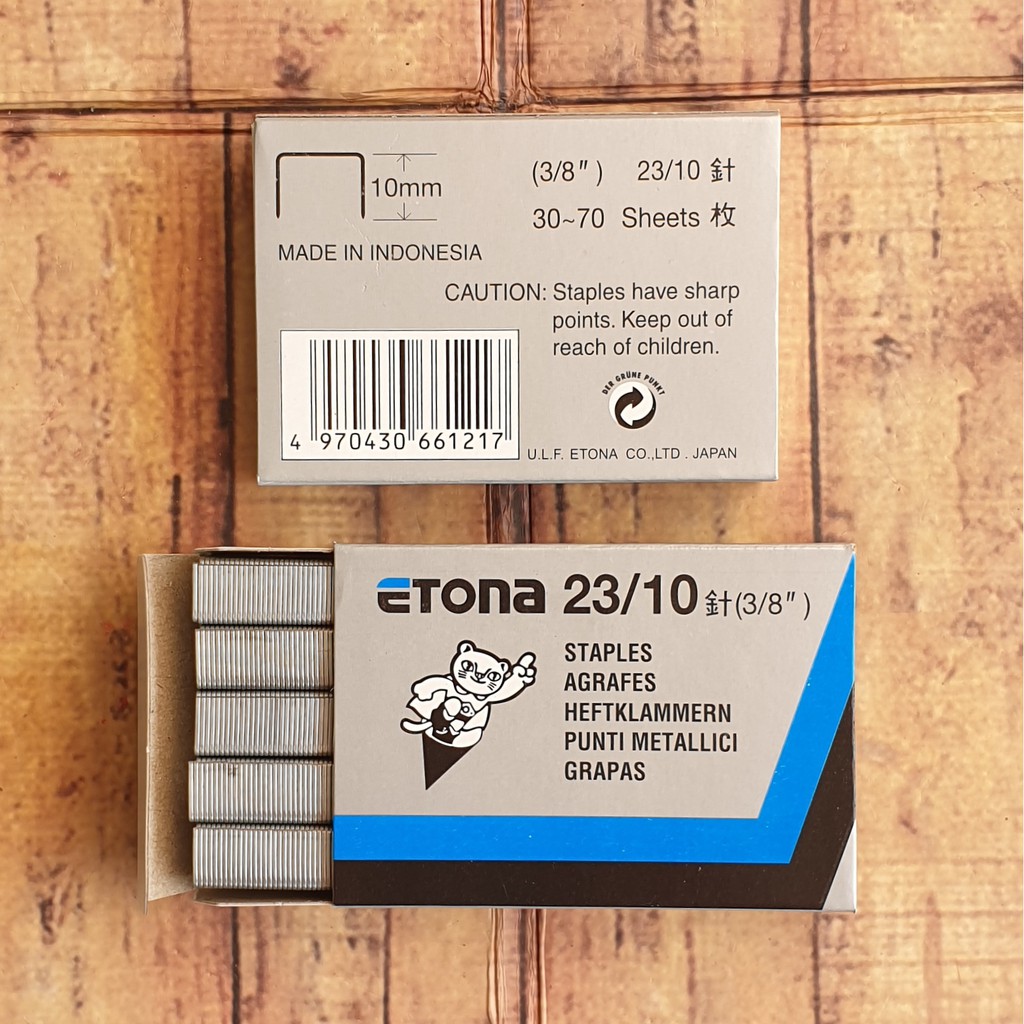 10mm
(3/8″) 23/10 針
30~70 Sheets 枚
MADE IN INDONESIA
CAUTION: Staples have sharp
points. Keep out of
reach of children.
DER GRÜNE PUNKT
4 970430 661217
U.L.F. ETONA CO.,LTD. JAPAN
ETONA 23/10 針(3/8″)
STAPLES
AGRAFES
HEFTKLAMMERN
PUNTI METALLICI
GRAPAS